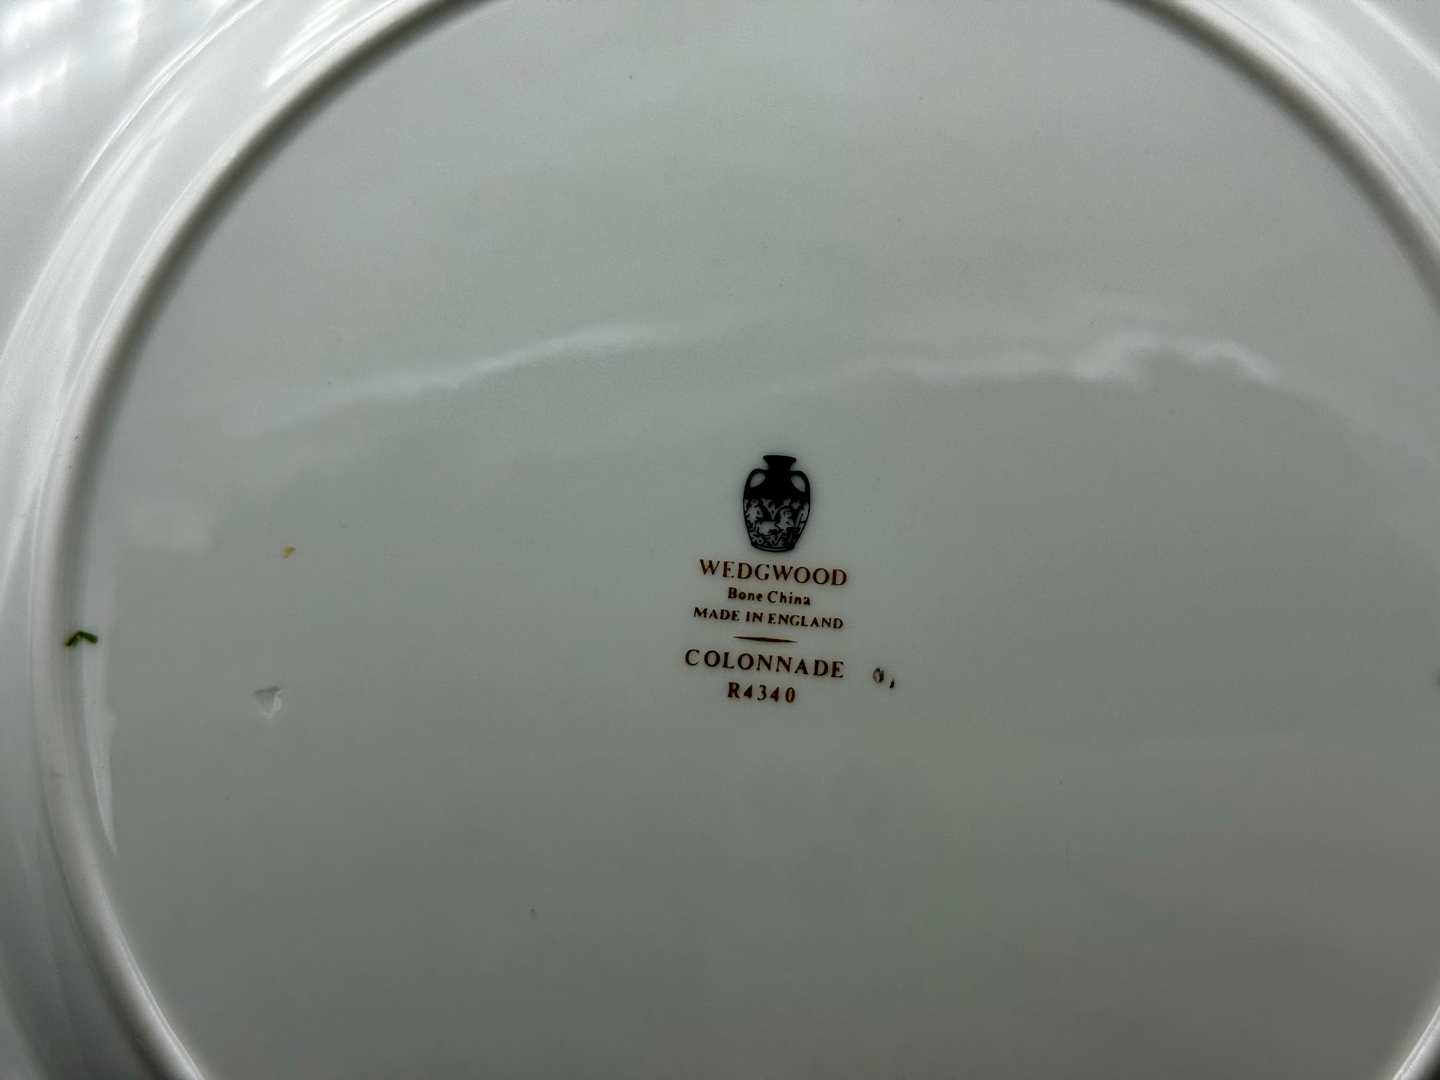 WEDGWOOD
Bone China
MADE IN ENGLAND
COLONNADE
R4340